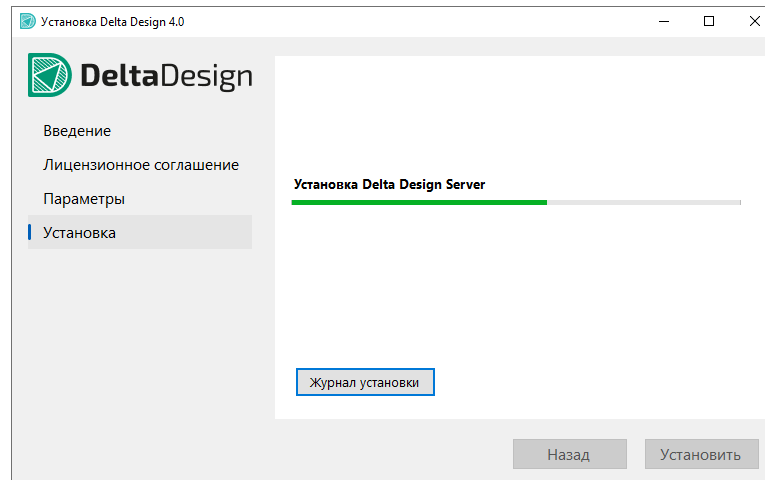 Установка Delta Design 4.0
DeltaDesign
Введение
Лицензионное соглашение
Параметры
Установка
Установка Delta Design Server
Журнал установки
Назад
Установить